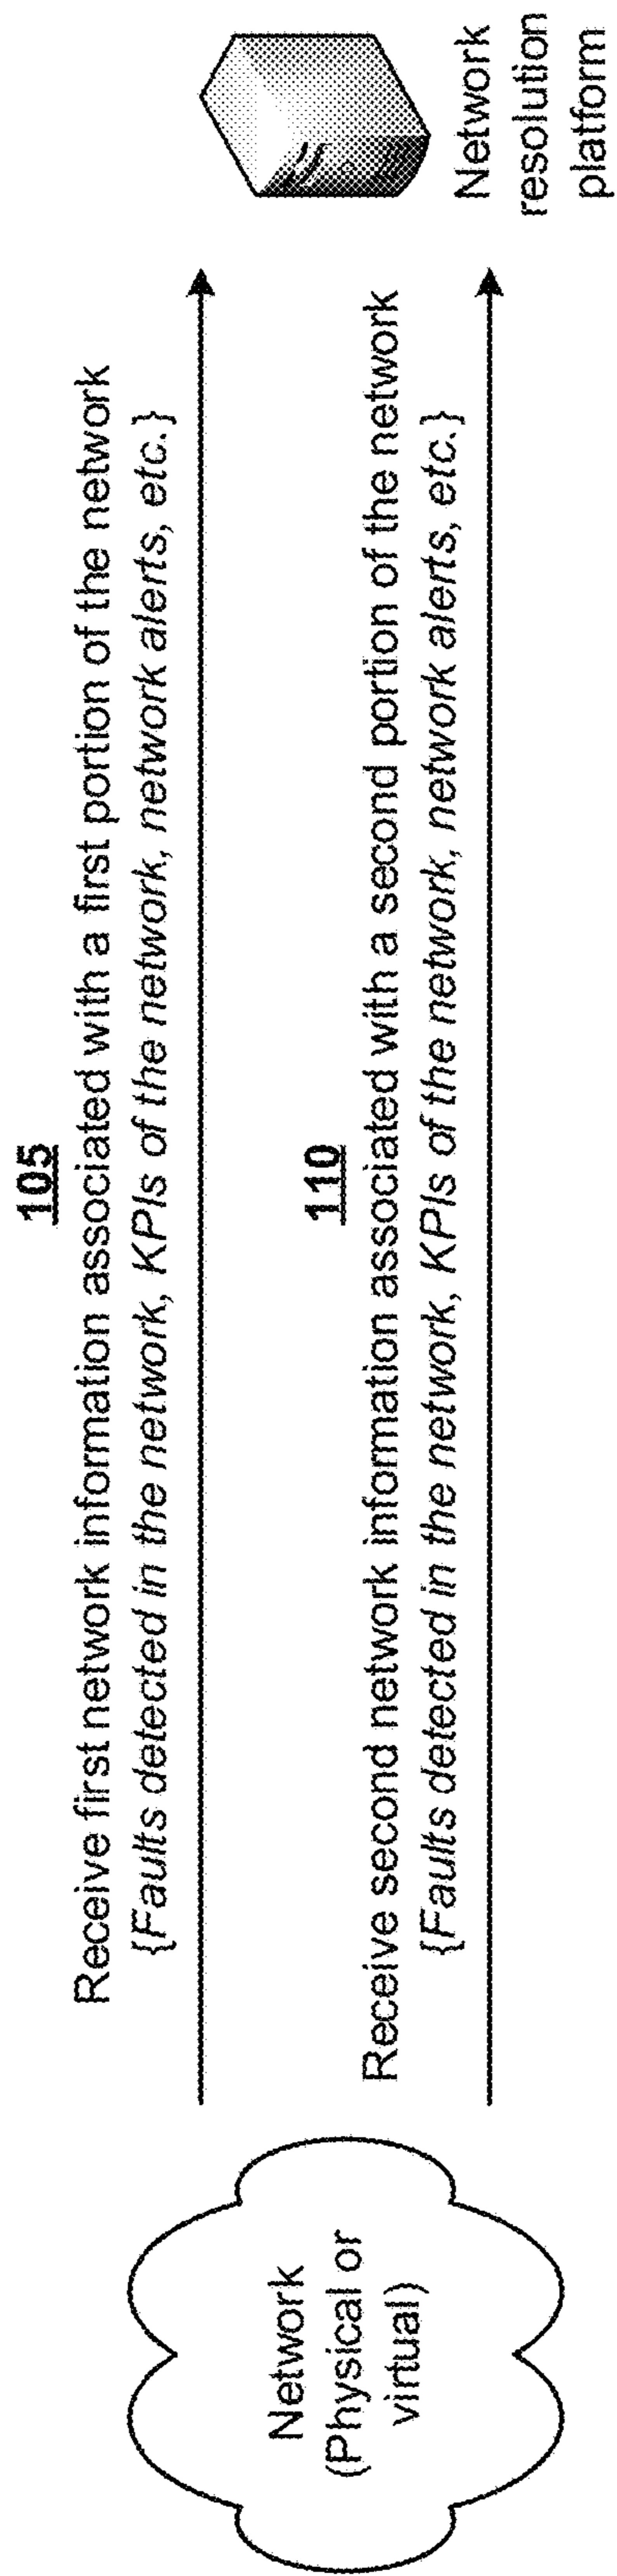 105
Receive first network information associated with a first portion of the network
{Faults detected in the network, KPIs of the network, network alerts, etc.}
110
Receive second network information associated with a second portion of the network
{Faults detected in the network, KPIs of the network, network alerts, etc.}
Network
(Physical or
virtual)
Network
resolution
platform